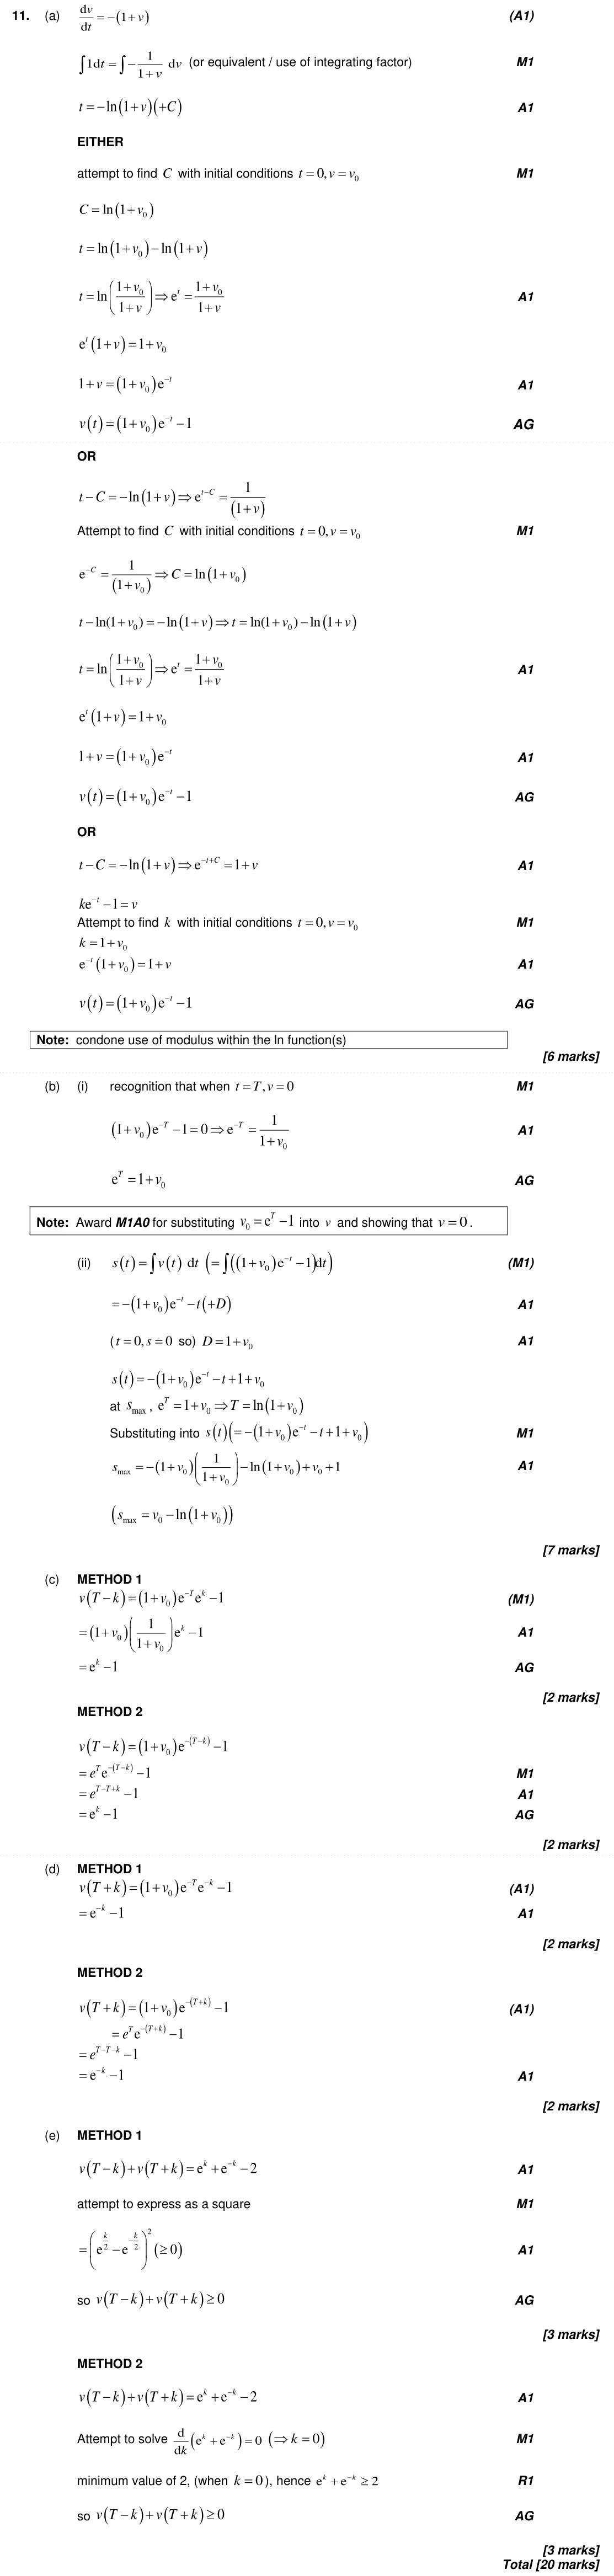 11. (a) dv/dt = −(1+v) (A1)
∫1dt = ∫−1/(1+v) dv (or equivalent / use of integrating factor) M1
t = −ln(1+v)(+C) A1
EITHER
attempt to find C with initial conditions t = 0, v = v₀ M1
C = ln(1+v₀)
t = ln(1+v₀) − ln(1+v)
t = ln((1+v₀)/(1+v)) ⇒ eᵗ = (1+v₀)/(1+v) A1
eᵗ(1+v) = 1+v₀
1+v = (1+v₀)e⁻ᵗ A1
v(t) = (1+v₀)e⁻ᵗ − 1 AG
OR
t − C = −ln(1+v) ⇒ e^(t−C) = 1/(1+v)
Attempt to find C with initial conditions t = 0, v = v₀ M1
e^(−C) = 1/(1+v₀) ⇒ C = ln(1+v₀)
t − ln(1+v₀) = −ln(1+v) ⇒ t = ln(1+v₀) − ln(1+v)
t = ln((1+v₀)/(1+v)) ⇒ eᵗ = (1+v₀)/(1+v) A1
eᵗ(1+v) = 1+v₀
1+v = (1+v₀)e⁻ᵗ A1
v(t) = (1+v₀)e⁻ᵗ − 1 AG
OR
t − C = −ln(1+v) ⇒ e^(−t+C) = 1+v A1
ke⁻ᵗ − 1 = v
Attempt to find k with initial conditions t = 0, v = v₀ M1
k = 1+v₀
e⁻ᵗ(1+v₀) = 1+v A1
v(t) = (1+v₀)e⁻ᵗ − 1 AG
Note: condone use of modulus within the ln function(s)
[6 marks]
(b) (i) recognition that when t = T, v = 0 M1
(1+v₀)e^(−T) − 1 = 0 ⇒ e^(−T) = 1/(1+v₀) A1
e^T = 1+v₀ AG
Note: Award M1A0 for substituting v₀ = e^T − 1 into v and showing that v = 0.
(ii) s(t) = ∫v(t) dt (= ∫((1+v₀)e⁻ᵗ − 1)dt) (M1)
= −(1+v₀)e⁻ᵗ − t(+D) A1
(t = 0, s = 0 so) D = 1+v₀ A1
s(t) = −(1+v₀)e⁻ᵗ − t + 1 + v₀
at s_max, e^T = 1+v₀ ⇒ T = ln(1+v₀)
Substituting into s(t)(= −(1+v₀)e⁻ᵗ − t + 1 + v₀) M1
s_max = −(1+v₀)(1/(1+v₀)) − ln(1+v₀) + v₀ + 1 A1
(s_max = v₀ − ln(1+v₀))
[7 marks]
(c) METHOD 1
v(T−k) = (1+v₀)e^(−T)e^k − 1 (M1)
= (1+v₀)(1/(1+v₀))e^k − 1 A1
= e^k − 1 AG
[2 marks]
METHOD 2
v(T−k) = (1+v₀)e^(−(T−k)) − 1
= e^T e^(−(T−k)) − 1 M1
= e^(T−T+k) − 1 A1
= e^k − 1 AG
[2 marks]
(d) METHOD 1
v(T+k) = (1+v₀)e^(−T)e^(−k) − 1 (A1)
= e^(−k) − 1 A1
[2 marks]
METHOD 2
v(T+k) = (1+v₀)e^(−(T+k)) − 1 (A1)
= e^T e^(−(T+k)) − 1
= e^(T−T−k) − 1
= e^(−k) − 1 A1
[2 marks]
(e) METHOD 1
v(T−k) + v(T+k) = e^k + e^(−k) − 2 A1
attempt to express as a square M1
= (e^(k/2) − e^(−k/2))² (≥ 0) A1
so v(T−k) + v(T+k) ≥ 0 AG
[3 marks]
METHOD 2
v(T−k) + v(T+k) = e^k + e^(−k) − 2 A1
Attempt to solve d/dk(e^k + e^(−k)) = 0 (⇒ k = 0) M1
minimum value of 2, (when k = 0), hence e^k + e^(−k) ≥ 2 R1
so v(T−k) + v(T+k) ≥ 0 AG
[3 marks]
Total [20 marks]